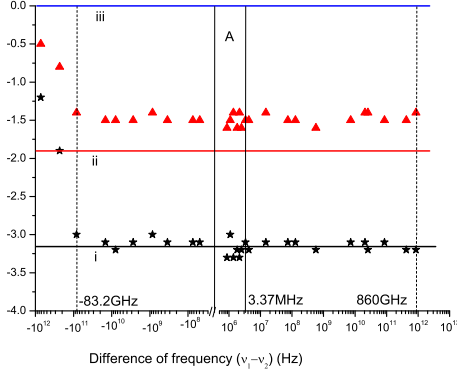 0.0
-0.5
-1.0
-1.5
-2.0
-2.5
-3.0
-3.5
-4.0
iii
A
ii
i
-83.2GHz
3.37MHz
860GHz
-10¹² -10¹¹ -10¹⁰ -10⁹ -10⁸ 10⁶ 10⁷ 10⁸ 10⁹ 10¹⁰ 10¹¹ 10¹² 10¹³
Difference of frequency (ν₁−ν₂) (Hz)